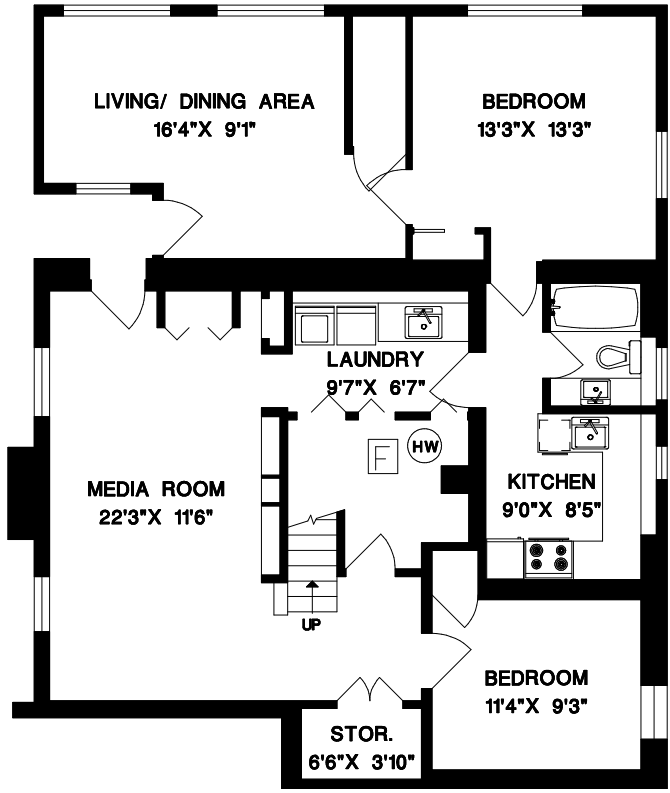 LIVING/ DINING AREA
16'4"X 9'1"
BEDROOM
13'3"X 13'3"
LAUNDRY
9'7"X 6'7"
HW
F
MEDIA ROOM
22'3"X 11'6"
KITCHEN
9'0"X 8'5"
UP
BEDROOM
11'4"X 9'3"
STOR.
6'6"X 3'10"